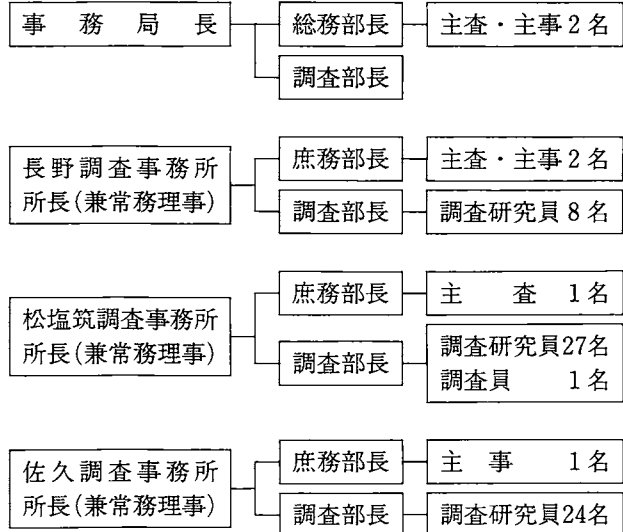 事務局長 総務部長 主査・主事2名
調査部長
長野調査事務所
所長(兼常務理事)
庶務部長 主査・主事2名
調査部長 調査研究員8名
松塩筑調査事務所
所長(兼常務理事)
庶務部長 主査 1名
調査部長
調査研究員27名
調査員 1名
佐久調査事務所
所長(兼常務理事)
庶務部長 主事 1名
調査部長 調査研究員24名